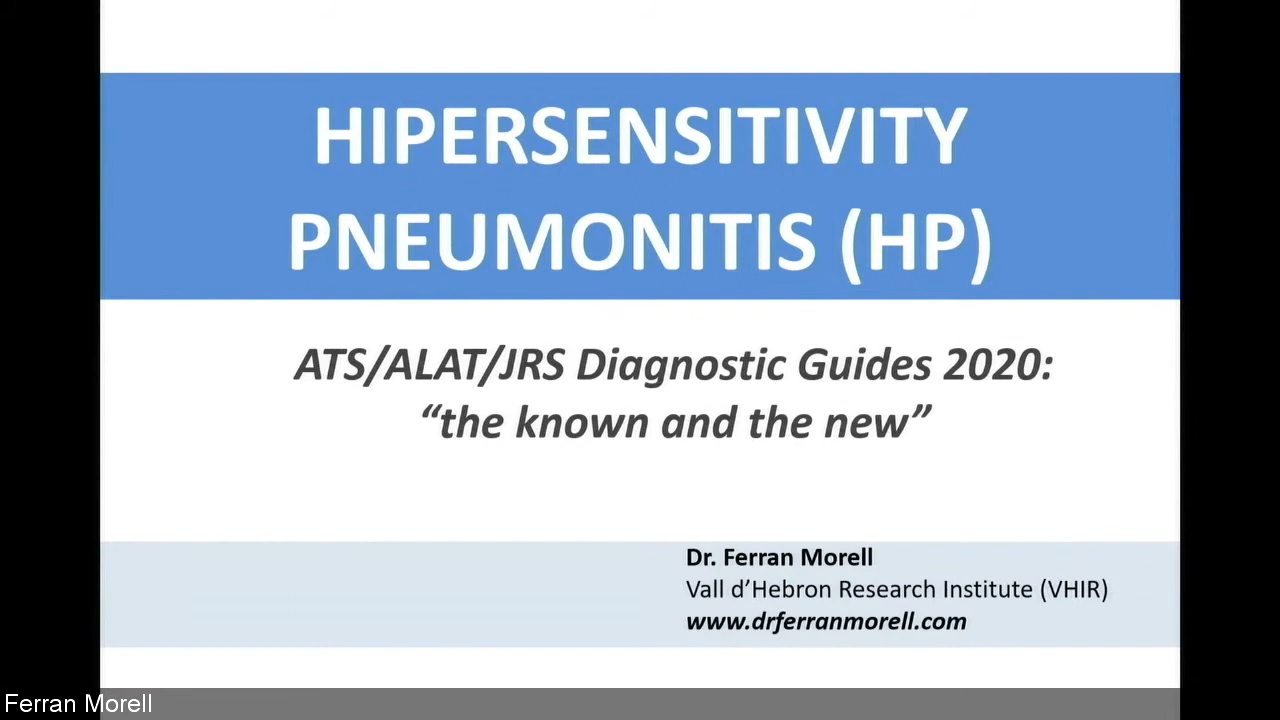 HIPERSENSITIVITY
PNEUMONITIS (HP)
ATS/ALAT/JRS Diagnostic Guides 2020:
“the known and the new”
Dr. Ferran Morell
Vall d’Hebron Research Institute (VHIR)
www.drferranmorell.com
Ferran Morell